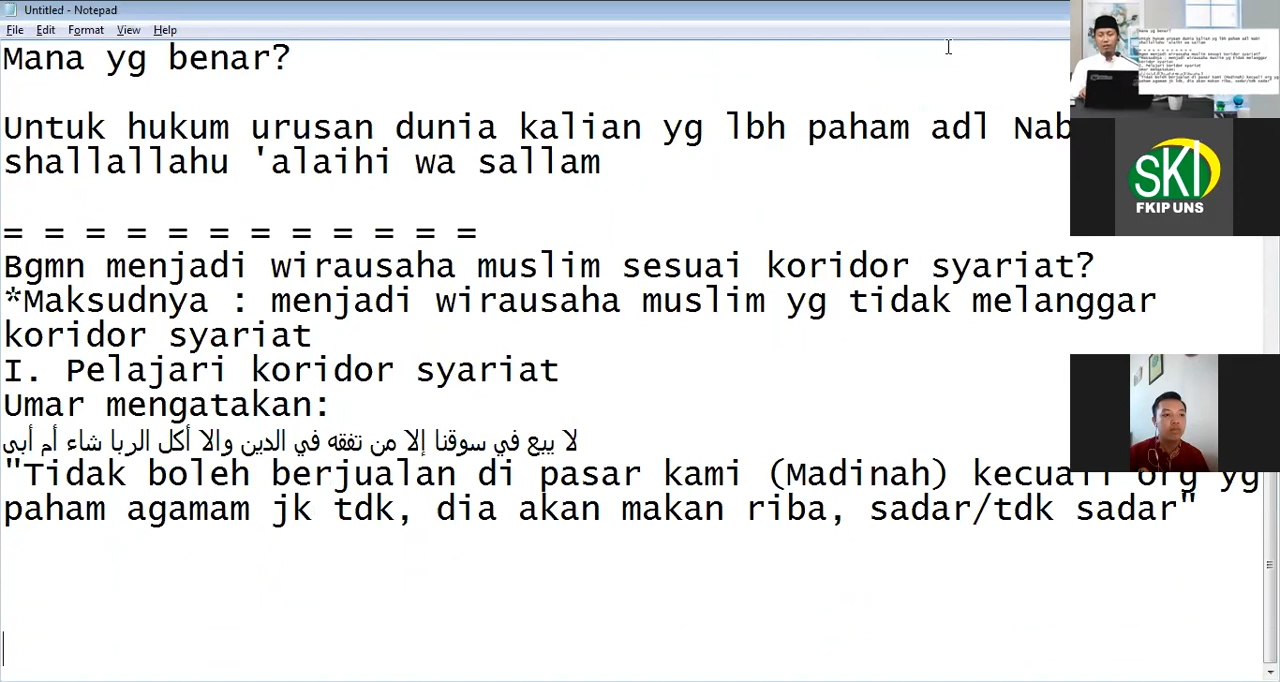 Untitled - Notepad
File Edit Format View Help
Mana yg benar?
Untuk hukum urusan dunia kalian yg lbh paham adl Nab
shallallahu 'alaihi wa sallam
= = = = = = = = = = = =
Bgmn menjadi wirausaha muslim sesuai koridor syariat?
*Maksudnya : menjadi wirausaha muslim yg tidak melanggar
koridor syariat
I. Pelajari koridor syariat
Umar mengatakan:
لا يبع في سوقنا إلا من تفقه في الدين والا أكل الربا شاء أم أبى
"Tidak boleh berjualan di pasar kami (Madinah) kecuali org yg
paham agamam jk tdk, dia akan makan riba, sadar/tdk sadar"
SKI
FKIP UNS